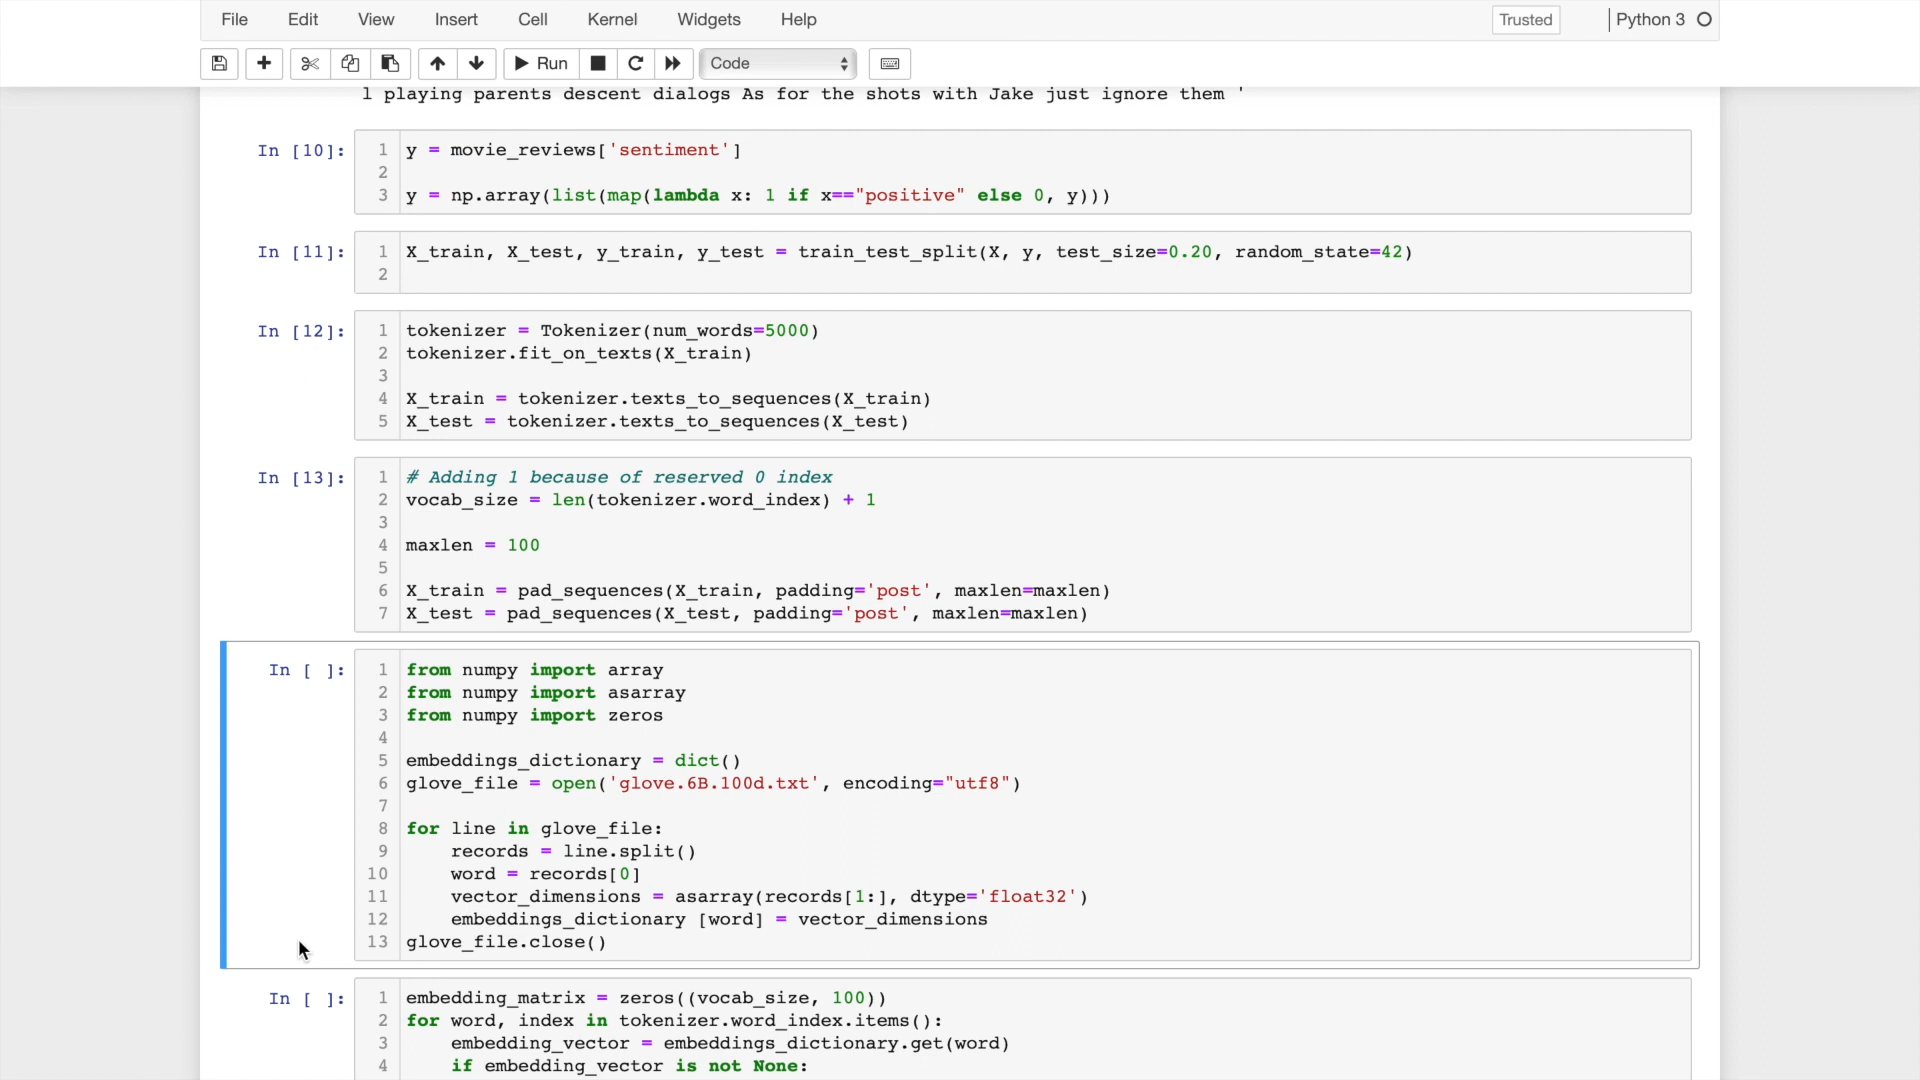 File Edit View Insert Cell Kernel Widgets Help Trusted Python 3
Run Code
l playing parents descent dialogs As for the shots with Jake just ignore them '
In [10]:
1 y = movie_reviews['sentiment']
2
3 y = np.array(list(map(lambda x: 1 if x=="positive" else 0, y)))
In [11]:
1 X_train, X_test, y_train, y_test = train_test_split(X, y, test_size=0.20, random_state=42)
2
In [12]:
1 tokenizer = Tokenizer(num_words=5000)
2 tokenizer.fit_on_texts(X_train)
3
4 X_train = tokenizer.texts_to_sequences(X_train)
5 X_test = tokenizer.texts_to_sequences(X_test)
In [13]:
1 # Adding 1 because of reserved 0 index
2 vocab_size = len(tokenizer.word_index) + 1
3
4 maxlen = 100
5
6 X_train = pad_sequences(X_train, padding='post', maxlen=maxlen)
7 X_test = pad_sequences(X_test, padding='post', maxlen=maxlen)
In [ ]:
1 from numpy import array
2 from numpy import asarray
3 from numpy import zeros
4
5 embeddings_dictionary = dict()
6 glove_file = open('glove.6B.100d.txt', encoding="utf8")
7
8 for line in glove_file:
9     records = line.split()
10     word = records[0]
11     vector_dimensions = asarray(records[1:], dtype='float32')
12     embeddings_dictionary [word] = vector_dimensions
13 glove_file.close()
In [ ]:
1 embedding_matrix = zeros((vocab_size, 100))
2 for word, index in tokenizer.word_index.items():
3     embedding_vector = embeddings_dictionary.get(word)
4     if embedding_vector is not None: